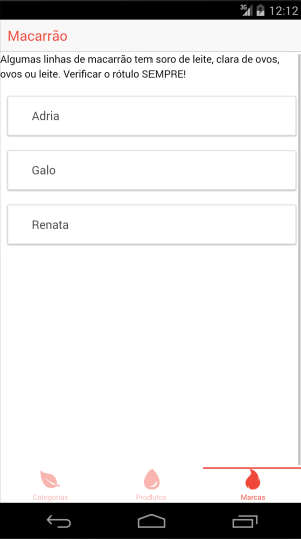 3G 12:12
Macarrão
Algumas linhas de macarrão tem soro de leite, clara de ovos,
ovos ou leite. Verificar o rótulo SEMPRE!
Adria
Galo
Renata
Categorias Produtos Marcas